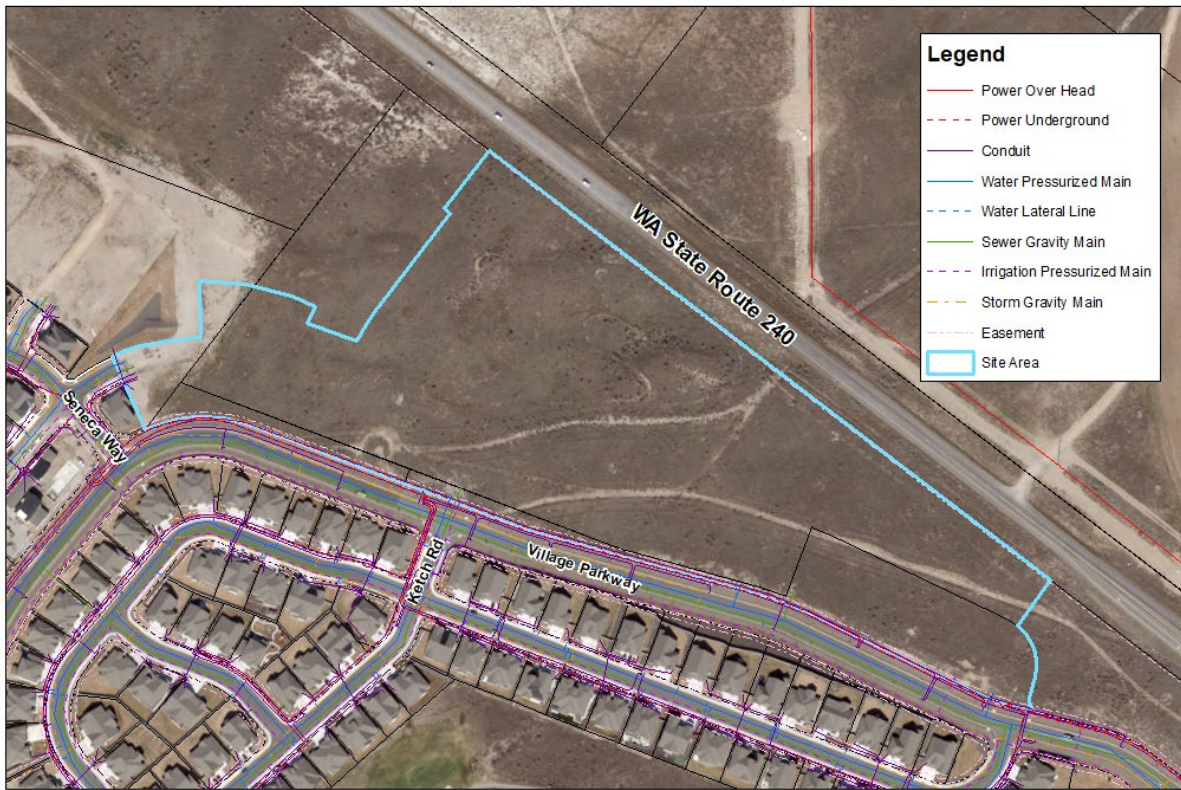 Legend
Power Over Head
Power Underground
Conduit
Water Pressurized Main
Water Lateral Line
Sewer Gravity Main
Irrigation Pressurized Main
Storm Gravity Main
Easement
Site Area
WA State Route 240
Seneca Way
Ketch Rd
Village Parkway